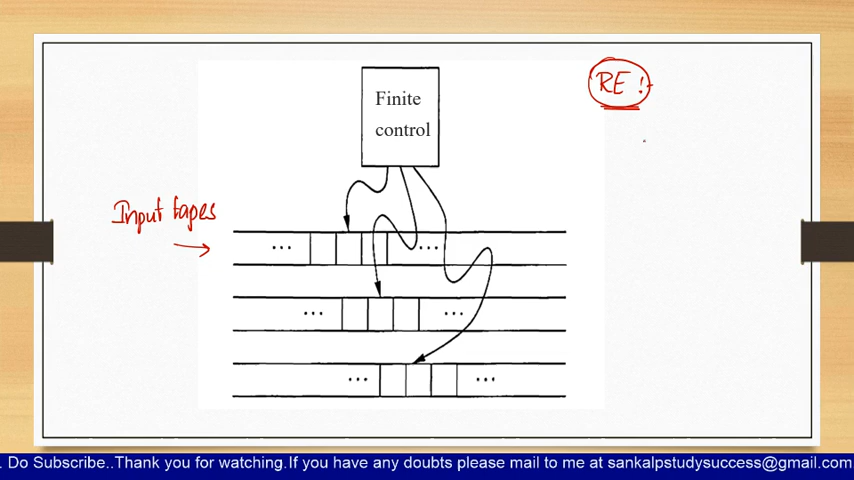 RE :-
Finite
control
Input tapes
... ...
... ...
... ...
. Do Subscribe..Thank you for watching.If you have any doubts please mail to me at sankalpstudysuccess@gmail.com